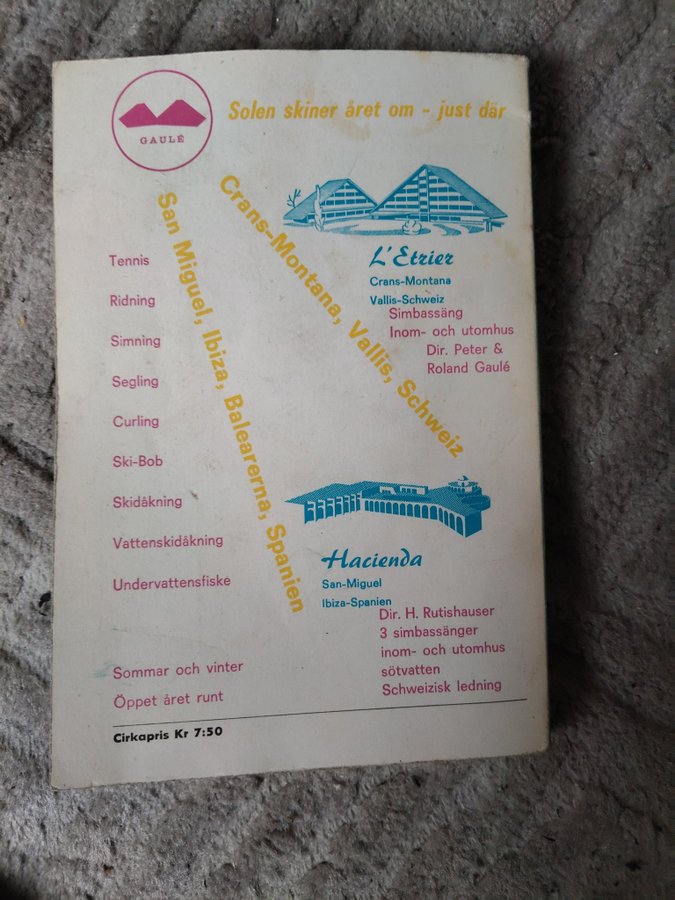 GAULÉ
Solen skiner året om - just där
Crans-Montana, Vallis, Schweiz
San Miguel, Ibiza, Balearerna, Spanien
L'Etrier
Crans-Montana
Vallis-Schweiz
Simbassäng
Inom- och utomhus
Dir. Peter &
Roland Gaulé
Tennis
Ridning
Simning
Segling
Curling
Ski-Bob
Skidåkning
Vattenskidåkning
Undervattensfiske
Hacienda
San-Miguel
Ibiza-Spanien
Dir. H. Rutishauser
3 simbassänger
inom- och utomhus
sötvatten
Schweizisk ledning
Sommar och vinter
Öppet året runt
Cirkapris Kr 7:50